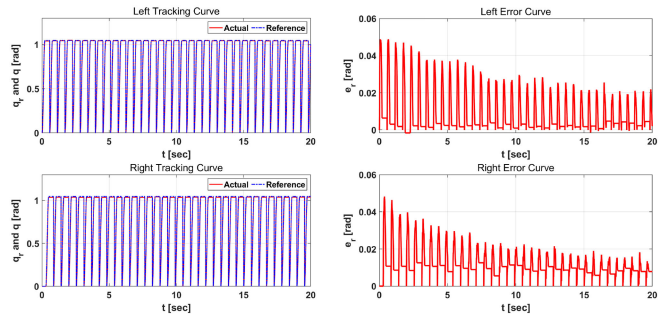 Left Tracking Curve
Actual Reference
q_r and q [rad]
1
0.5
0
0 5 10 15 20
t [sec]
Left Error Curve
e_r [rad]
0.06
0.04
0.02
0
0 5 10 15 20
t [sec]
Right Tracking Curve
Actual Reference
q_r and q [rad]
1
0.5
0
0 5 10 15 20
t [sec]
Right Error Curve
e_r [rad]
0.06
0.04
0.02
0
0 5 10 15 20
t [sec]